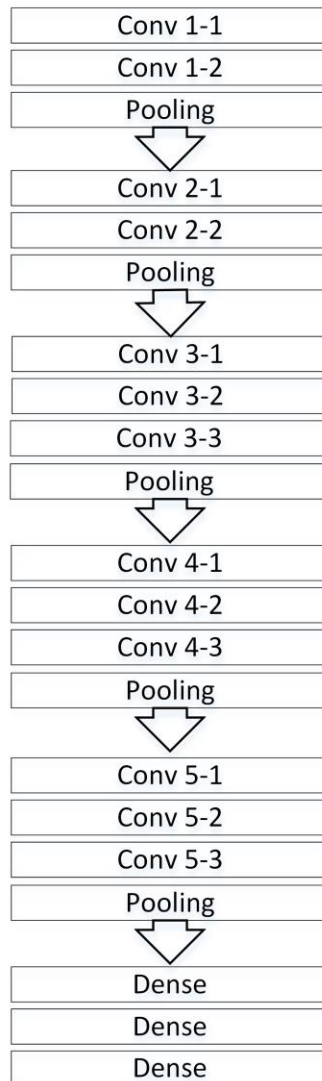 Conv 1-1
Conv 1-2
Pooling
Conv 2-1
Conv 2-2
Pooling
Conv 3-1
Conv 3-2
Conv 3-3
Pooling
Conv 4-1
Conv 4-2
Conv 4-3
Pooling
Conv 5-1
Conv 5-2
Conv 5-3
Pooling
Dense
Dense
Dense